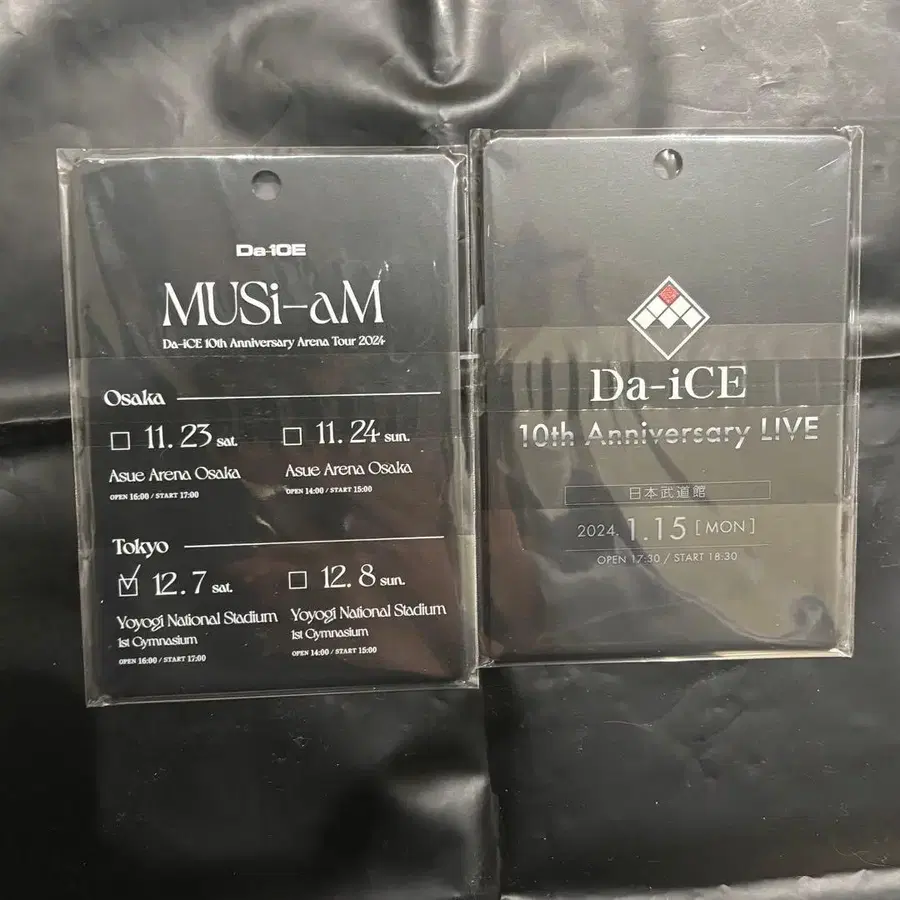 Da-iCE
MUSi-aM
Da-iCE 10th Anniversary Arena Tour 2024
Osaka
11.23 sat.
11.24 sun.
Asue Arena Osaka
Asue Arena Osaka
OPEN 16:00 / START 17:00
OPEN 14:00 / START 15:00
Tokyo
12.7 sat.
12.8 sun.
Yoyogi National Stadium
Yoyogi National Stadium
1st Gymnasium
1st Gymnasium
OPEN 16:00 / START 17:00
OPEN 14:00 / START 15:00
Da-iCE
10th Anniversary LIVE
日本武道館
2024. 1.15 [ MON ]
OPEN 17:30 / START 18:30